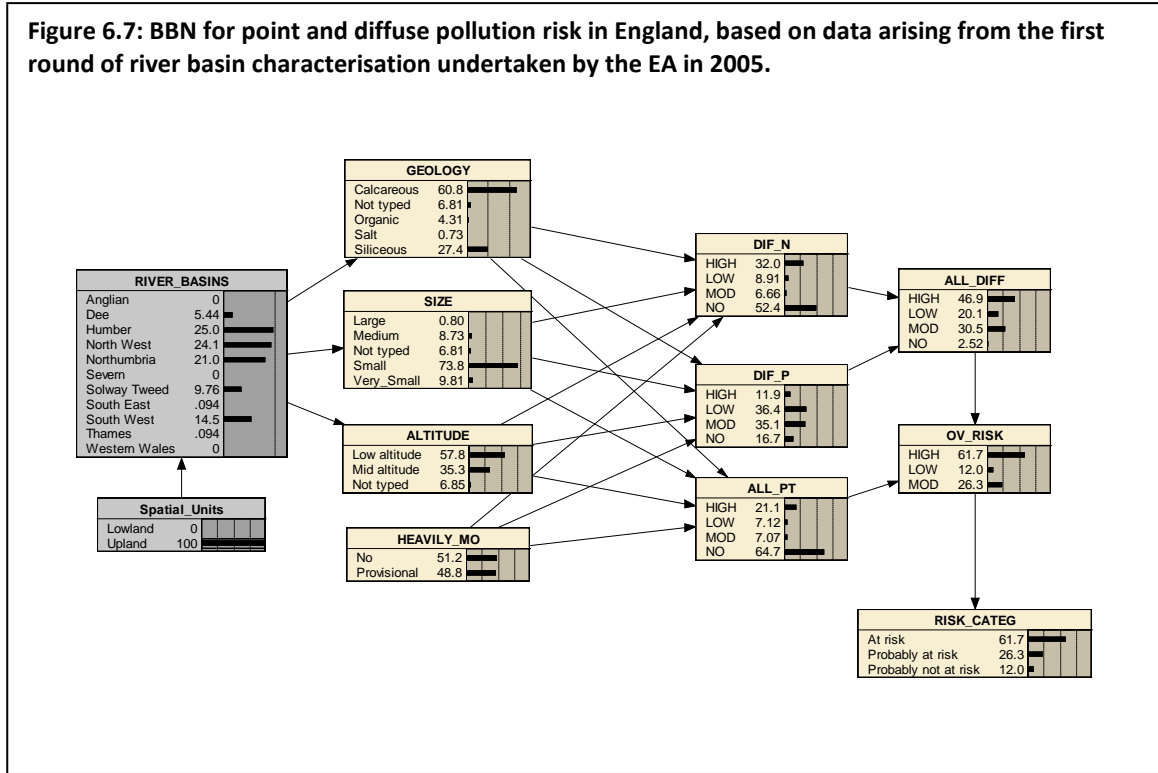 Figure 6.7: BBN for point and diffuse pollution risk in England, based on data arising from the first
round of river basin characterisation undertaken by the EA in 2005.
RIVER_BASINS
Anglian 0
Dee 5.44
Humber 25.0
North West 24.1
Northumbria 21.0
Severn 0
Solway Tweed 9.76
South East .094
South West 14.5
Thames .094
Western Wales 0
Spatial_Units
Lowland 0
Upland 100
GEOLOGY
Calcareous 60.8
Not typed 6.81
Organic 4.31
Salt 0.73
Siliceous 27.4
SIZE
Large 0.80
Medium 8.73
Not typed 6.81
Small 73.8
Very_Small 9.81
ALTITUDE
Low altitude 57.8
Mid altitude 35.3
Not typed 6.85
HEAVILY_MO
No 51.2
Provisional 48.8
DIF_N
HIGH 32.0
LOW 8.91
MOD 6.66
NO 52.4
DIF_P
HIGH 11.9
LOW 36.4
MOD 35.1
NO 16.7
ALL_PT
HIGH 21.1
LOW 7.12
MOD 7.07
NO 64.7
ALL_DIFF
HIGH 46.9
LOW 20.1
MOD 30.5
NO 2.52
OV_RISK
HIGH 61.7
LOW 12.0
MOD 26.3
RISK_CATEG
At risk 61.7
Probably at risk 26.3
Probably not at risk 12.0